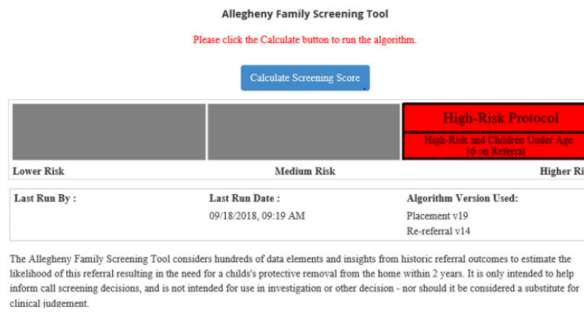 Allegheny Family Screening Tool
Please click the Calculate button to run the algorithm.
Calculate Screening Score
High-Risk Protocol
High-Risk and Children Under Age
16 on Referral
Lower Risk
Medium Risk
Higher Ri
Last Run By :
Last Run Date :
09/18/2018, 09:19 AM
Algorithm Version Used:
Placement v19
Re-referral v14
The Allegheny Family Screening Tool considers hundreds of data elements and insights from historic referral outcomes to estimate the
likelihood of this referral resulting in the need for a childs's protective removal from the home within 2 years. It is only intended to help
inform call screening decisions, and is not intended for use in investigation or other decision - nor should it be considered a substitute for
clinical judgement.